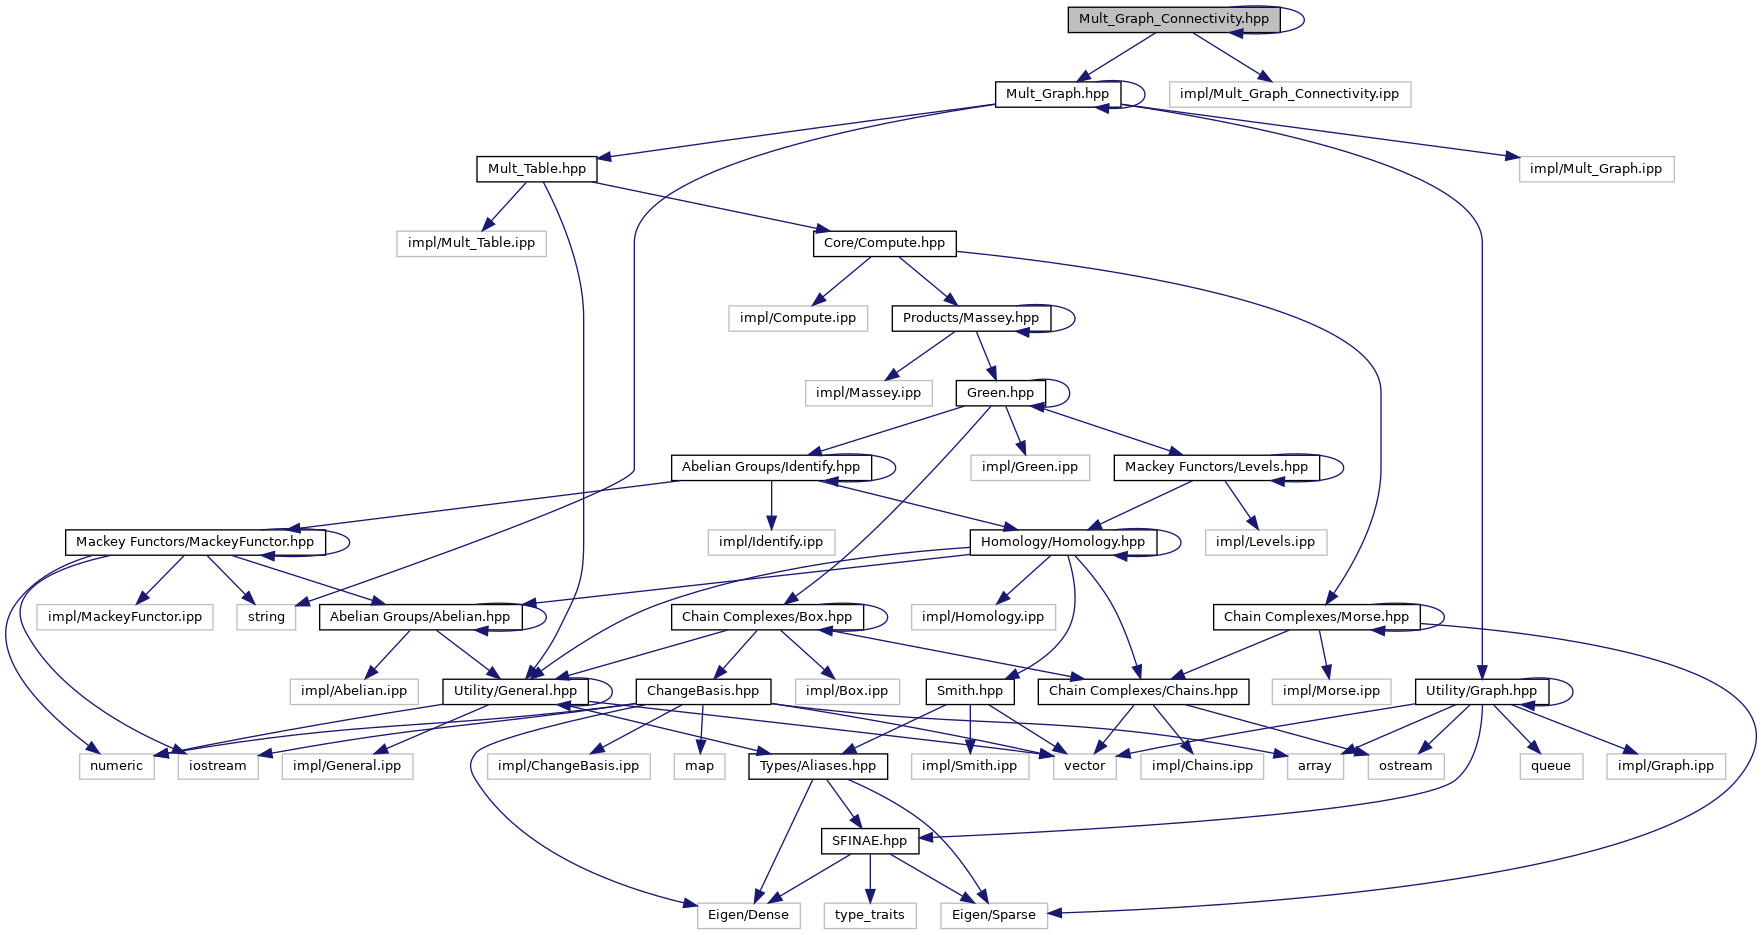 Mult_Graph_Connectivity.hpp
Mult_Graph.hpp
impl/Mult_Graph_Connectivity.ipp
Mult_Table.hpp
impl/Mult_Graph.ipp
impl/Mult_Table.ipp
Core/Compute.hpp
impl/Compute.ipp
Products/Massey.hpp
impl/Massey.ipp
Green.hpp
Abelian Groups/Identify.hpp
impl/Green.ipp
Mackey Functors/Levels.hpp
Mackey Functors/MackeyFunctor.hpp
impl/Identify.ipp
Homology/Homology.hpp
impl/Levels.ipp
impl/MackeyFunctor.ipp
string
Abelian Groups/Abelian.hpp
Chain Complexes/Box.hpp
impl/Homology.ipp
Chain Complexes/Morse.hpp
impl/Abelian.ipp
Utility/General.hpp
ChangeBasis.hpp
impl/Box.ipp
Smith.hpp
Chain Complexes/Chains.hpp
impl/Morse.ipp
Utility/Graph.hpp
numeric
iostream
impl/General.ipp
impl/ChangeBasis.ipp
map
Types/Aliases.hpp
impl/Smith.ipp
vector
impl/Chains.ipp
array
ostream
queue
impl/Graph.ipp
SFINAE.hpp
Eigen/Dense
type_traits
Eigen/Sparse